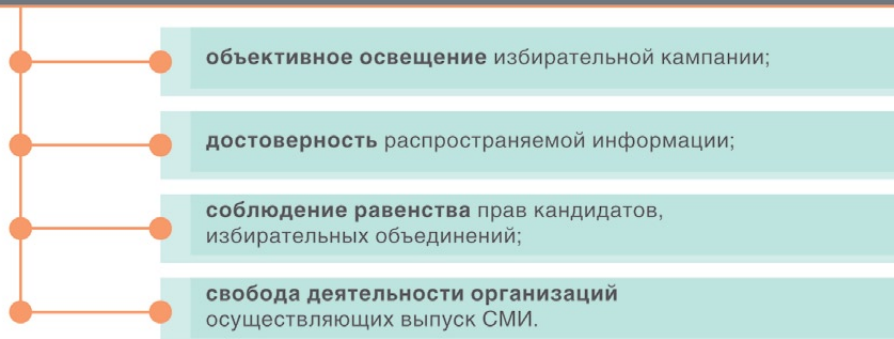 объективное освещение избирательной кампании;
достоверность распространяемой информации;
соблюдение равенства прав кандидатов,
избирательных объединений;
свобода деятельности организаций
осуществляющих выпуск СМИ.